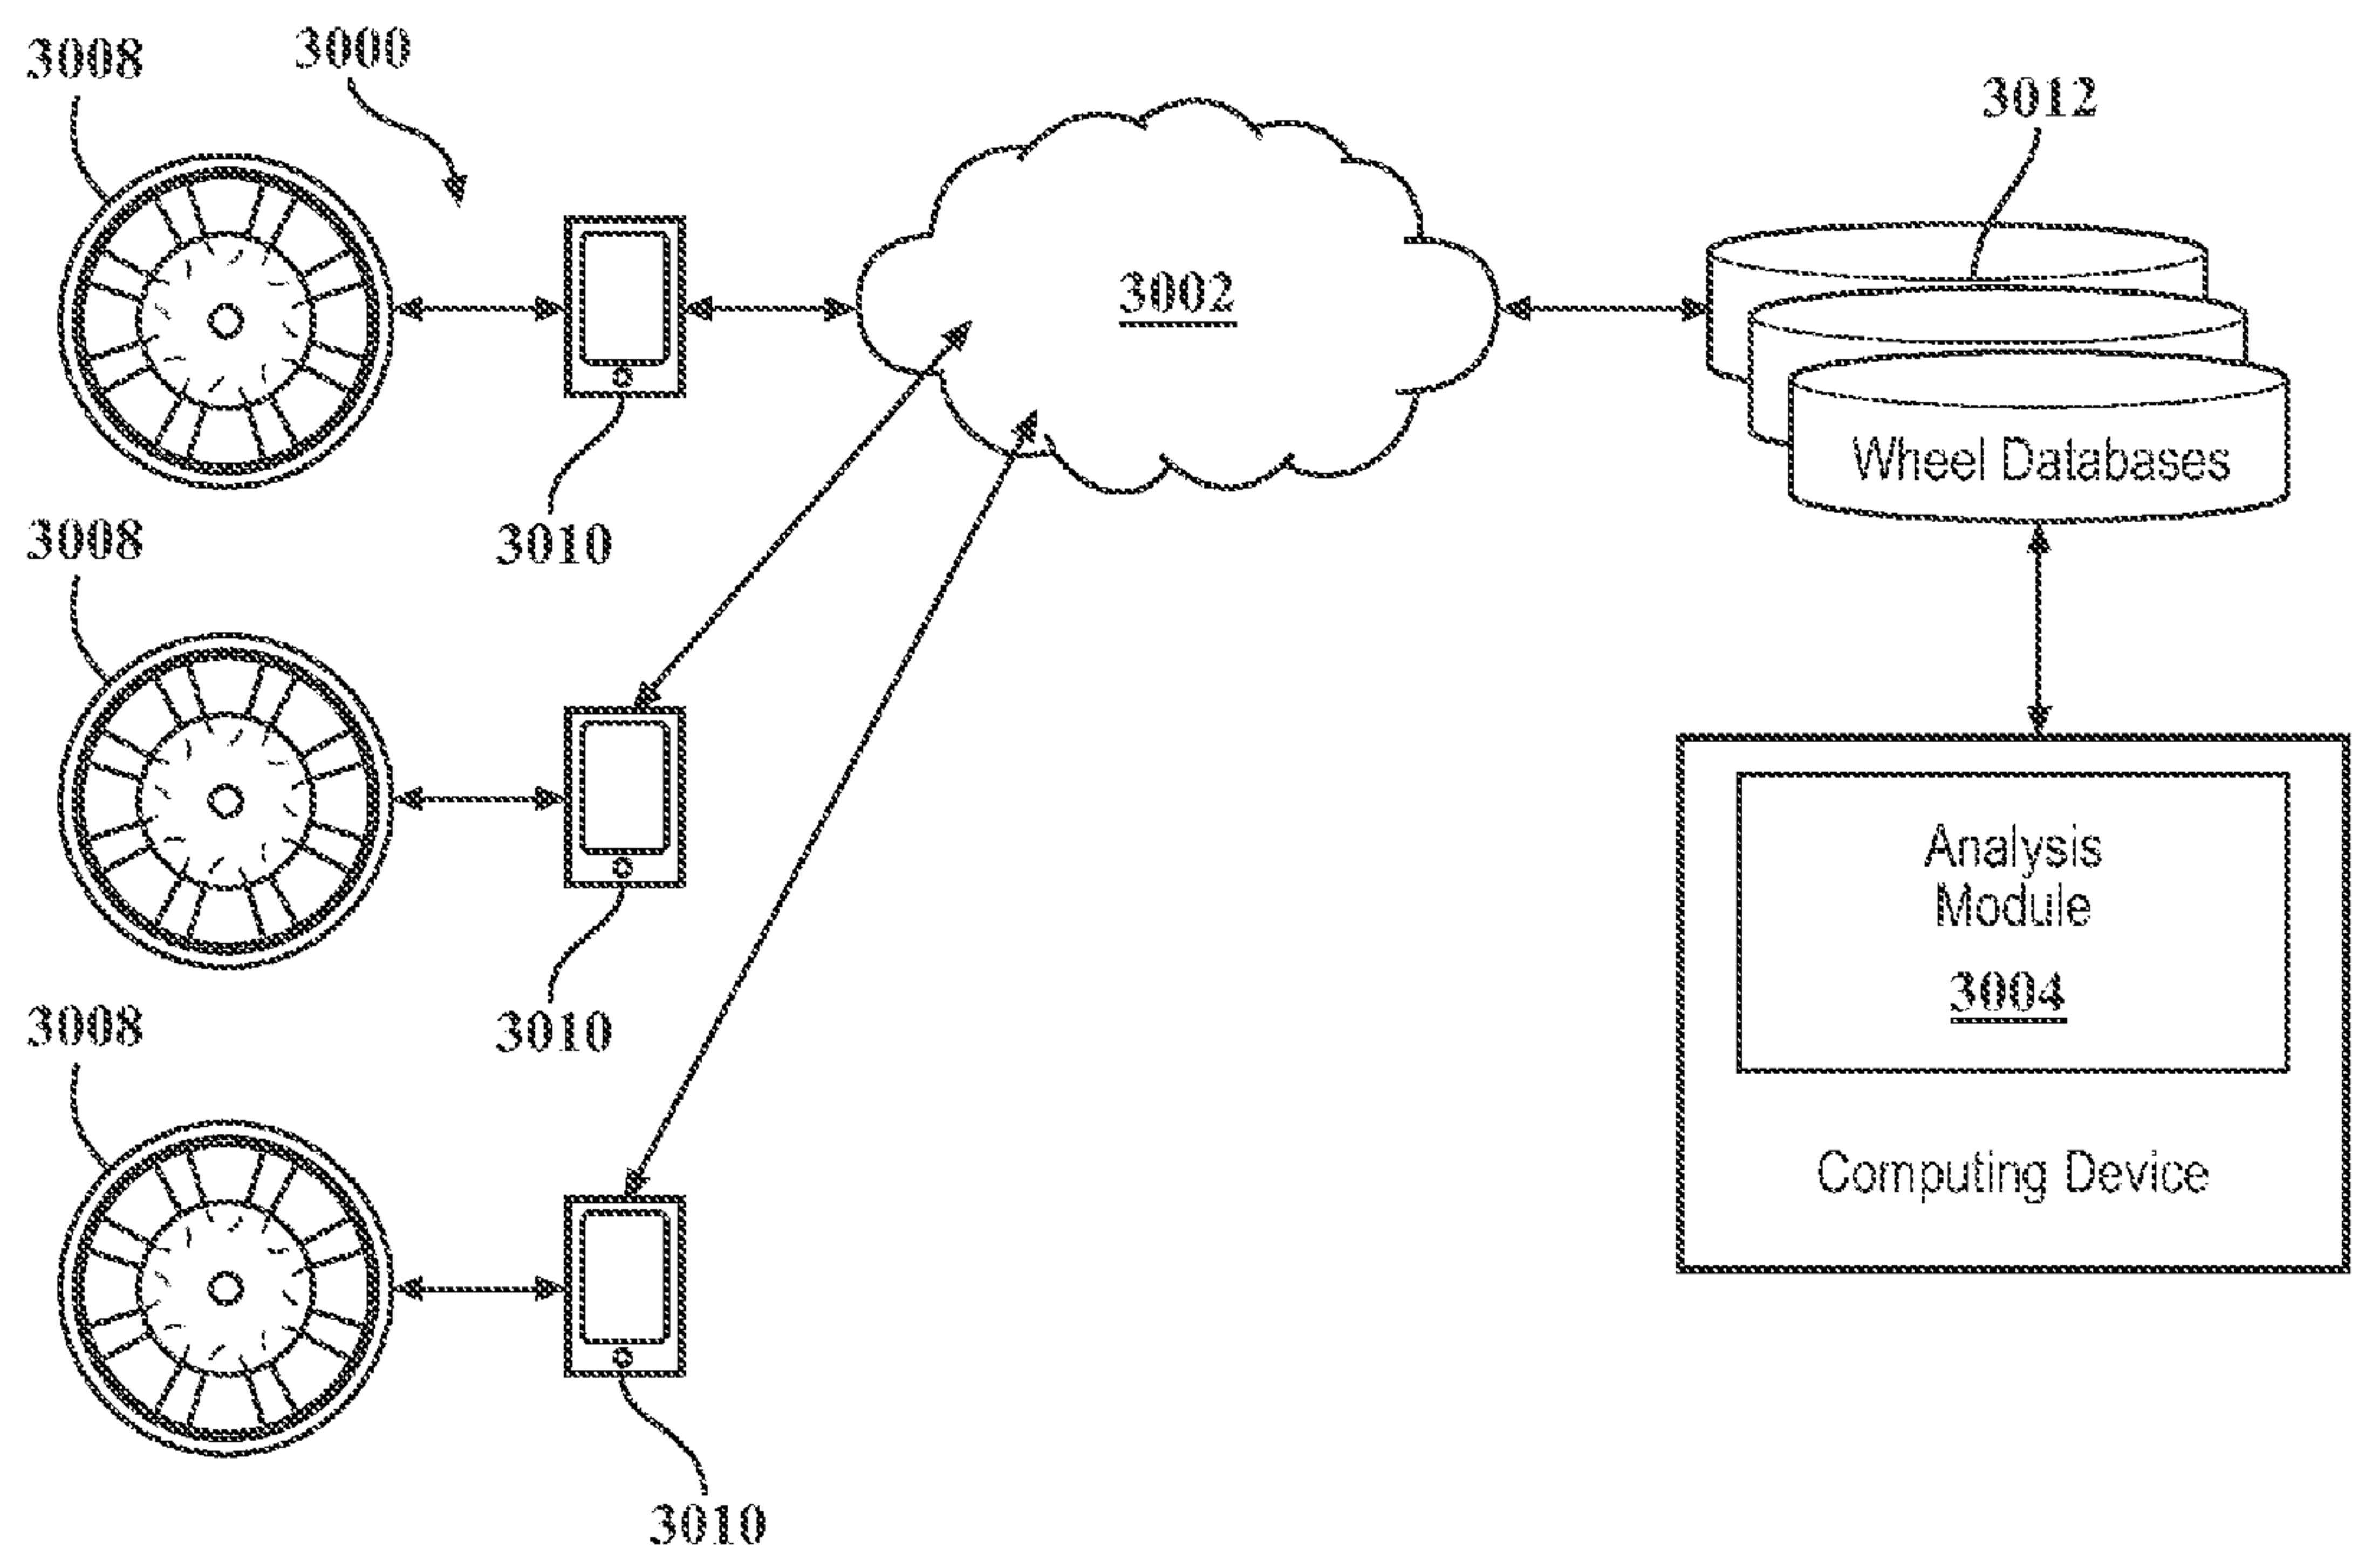 3008
3000
3012
3002
Wheel Databases
3010
3008
Analysis
Module
3004
3010
3008
Computing Device
3010